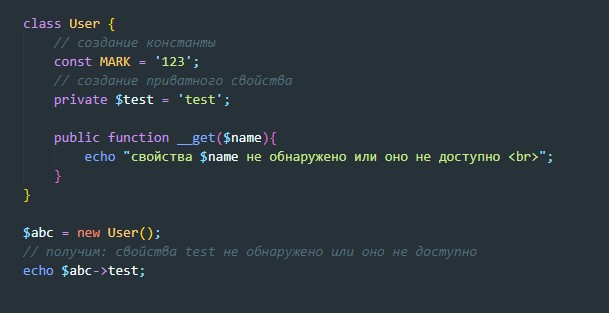 class User {
// создание константы
const MARK = '123';
// создание приватного свойства
private $test = 'test';
public function __get($name){
echo "свойства $name не обнаружено или оно не доступно <br>";
}
}
$abc = new User();
// получим: свойства test не обнаружено или оно не доступно
echo $abc->test;